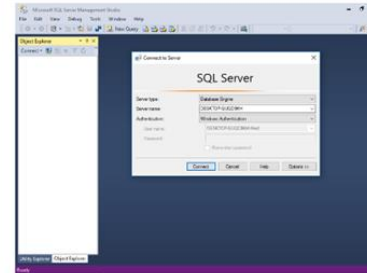 Microsoft SQL Server Management Studio
File Edit View Debug Tools Window Help
New Query
Object Explorer
Connect
Connect to Server
SQL Server
Server type: Database Engine
Server name:
Authentication: Windows Authentication
User name:
Password:
Remember password
Connect Cancel Help Options >>
Utility Explorer Object Explorer
Ready